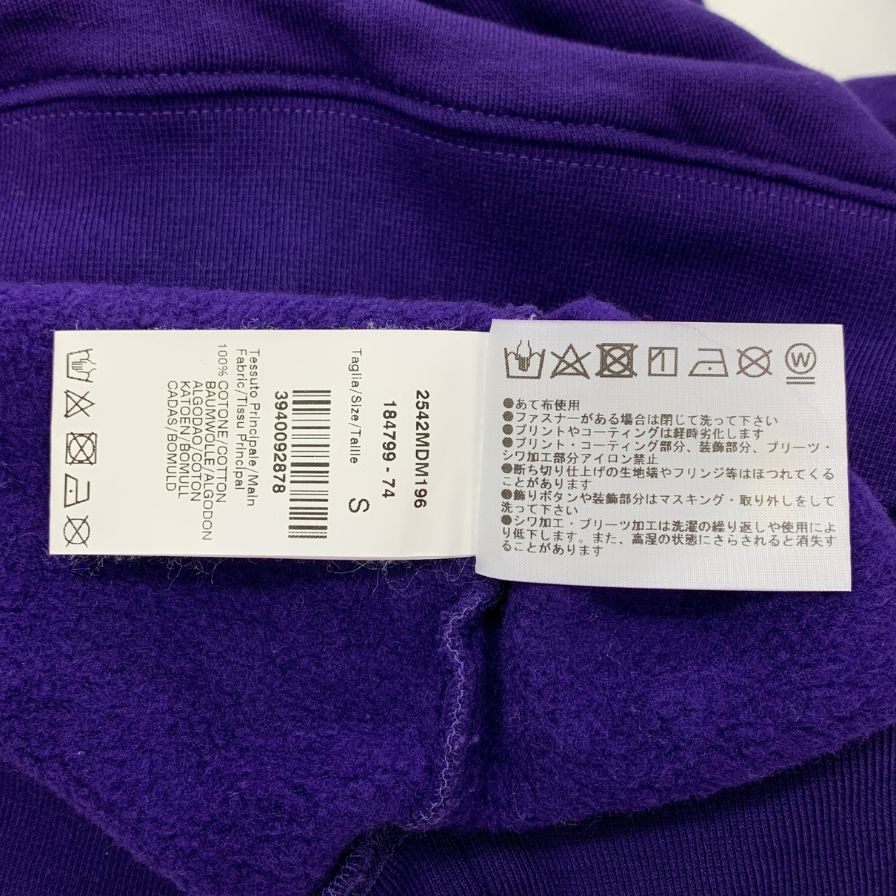 2542MDM196
184799 - 74
Taglia/Size/Taille
S
3940092878
Tessuto Principale/Main
Fabric/Tissu Principal
100% COTONE/COTTON
BAUMWOLLE/ALGODON
ALGODAO/COTON
KATOEN/BOMULL
CADAS/BOMULD
W
●あて布使用
●ファスナーがある場合は閉じて洗って下さい
●プリントやコーティングは経時劣化します
●プリント・コーティング部分、装飾部分、プリーツ・
シワ加工部分アイロン禁止
●断ち切り仕上げの生地端やフリンジ等はほつれてくる
ことがあります
●飾りボタンや装飾部分はマスキング・取り外しをして
洗って下さい
●シワ加工・プリーツ加工は洗濯の繰り返しや使用によ
り低下します。また、高湿の状態にさらされると消失す
ることがあります